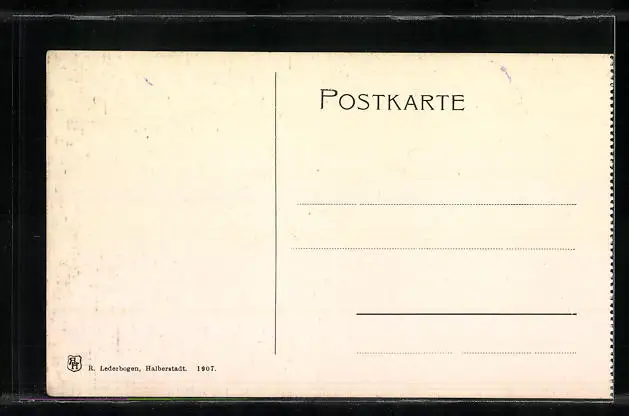 POSTKARTE
R. Lederbogen, Halberstadt. 1907.